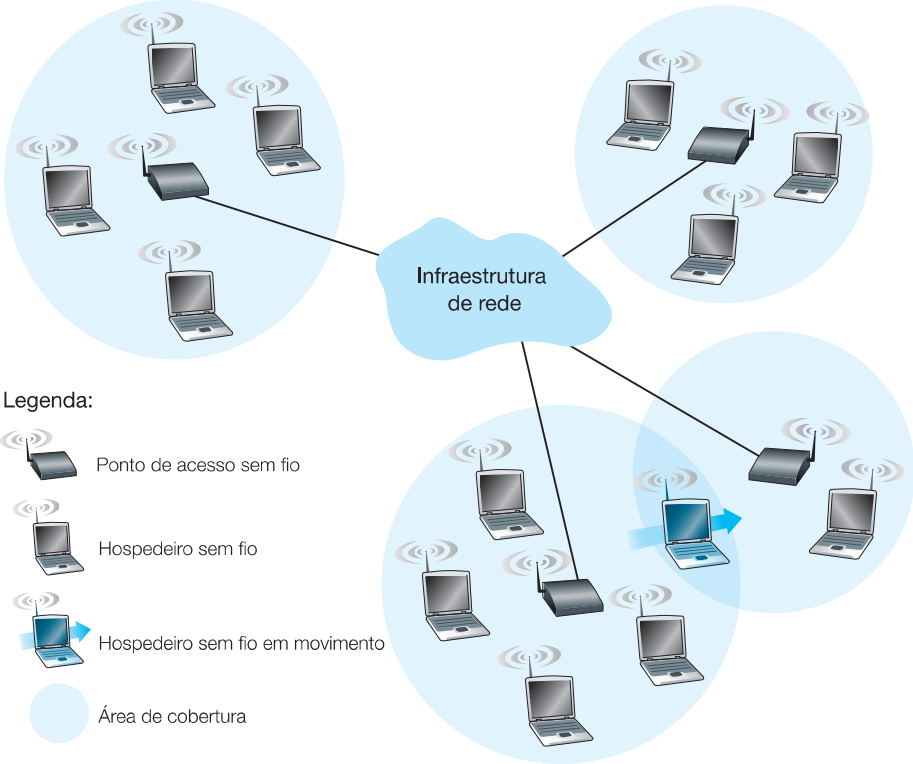 Infraestrutura
de rede
Legenda:
Ponto de acesso sem fio
Hospedeiro sem fio
Hospedeiro sem fio em movimento
Área de cobertura